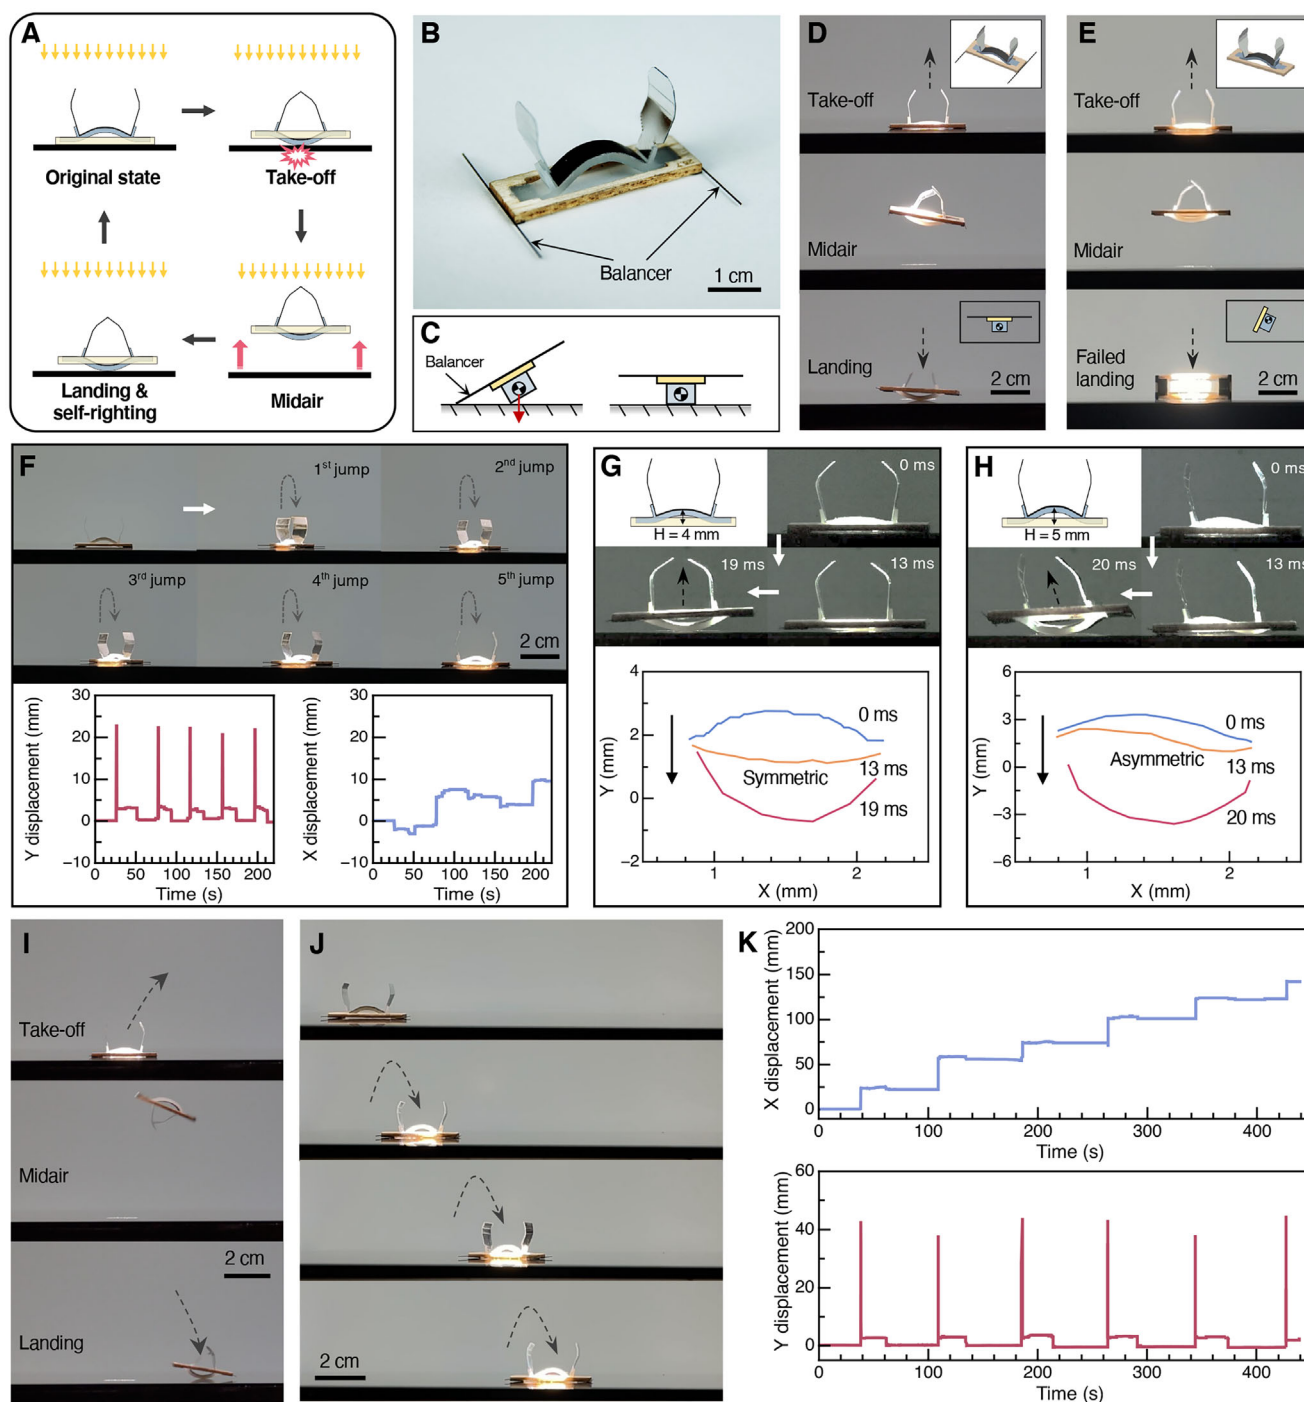 A
Original state
Take-off
Landing &
self-righting
Midair
B
Balancer
1 cm
C
Balancer
D
Take-off
Midair
Landing
2 cm
E
Take-off
Midair
Failed
landing
2 cm
F
1st jump
2nd jump
3rd jump
4th jump
5th jump
2 cm
Y displacement (mm)
30
20
10
0
−10
0
50
100
150
200
Time (s)
X displacement (mm)
30
20
10
0
−10
0
50
100
150
200
Time (s)
G
H = 4 mm
0 ms
19 ms
13 ms
Y (mm)
4
2
0
−2
0 ms
Symmetric
13 ms
19 ms
1
2
X (mm)
H
H = 5 mm
0 ms
20 ms
13 ms
Y (mm)
6
3
0
−3
−6
0 ms
Asymmetric
13 ms
20 ms
1
2
X (mm)
I
Take-off
Midair
2 cm
Landing
J
2 cm
K
X displacement (mm)
200
150
100
50
0
0
100
200
300
400
Time (s)
Y displacement (mm)
60
40
20
0
0
100
200
300
400
Time (s)